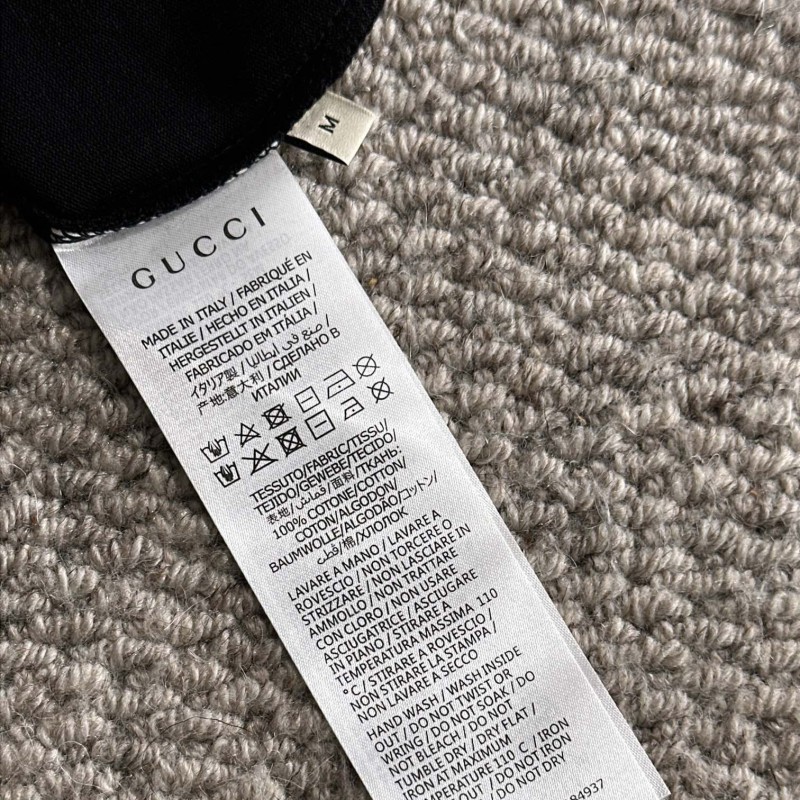 M
GUCCI
MADE IN ITALY / FABRIQUÉ EN
ITALIE / HECHO EN ITALIA /
HERGESTELLT IN ITALIEN /
FABRICADO EM ITALIA /
イタリア製 / صنع في إيطاليا /
产地:意大利 / СДЕЛАНО В
ИТАЛИИ
TESSUTO/FABRIC/TISSU/
TEJIDO/GEWEBE/TECIDO/
表地/قماش/面料/ТКАНЬ:
100% COTONE/COTTON/
COTON/ALGODON/
BAUMWOLLE/ALGODÃO/コットン/
قطن/棉/ХЛОПОК
LAVARE A MANO / LAVARE A
ROVESCIO / NON TORCERE O
STRIZZARE / NON LASCIARE IN
AMMOLLO / NON TRATTARE
CON CLORO / NON USARE
ASCIUGATRICE / ASCIUGARE
IN PIANO / STIRARE A
TEMPERATURA MASSIMA 110
°C / STIRARE A ROVESCIO /
NON STIRARE LA STAMPA /
NON LAVARE A SECCO
HAND WASH / WASH INSIDE
OUT / DO NOT TWIST OR
WRING / DO NOT SOAK / DO
NOT BLEACH / DO NOT
TUMBLE DRY / DRY FLAT /
IRON AT MAXIMUM
TEMPERATURE 110 °C / IRON
OUT / DO NOT IRON
DO NOT DRY
84937